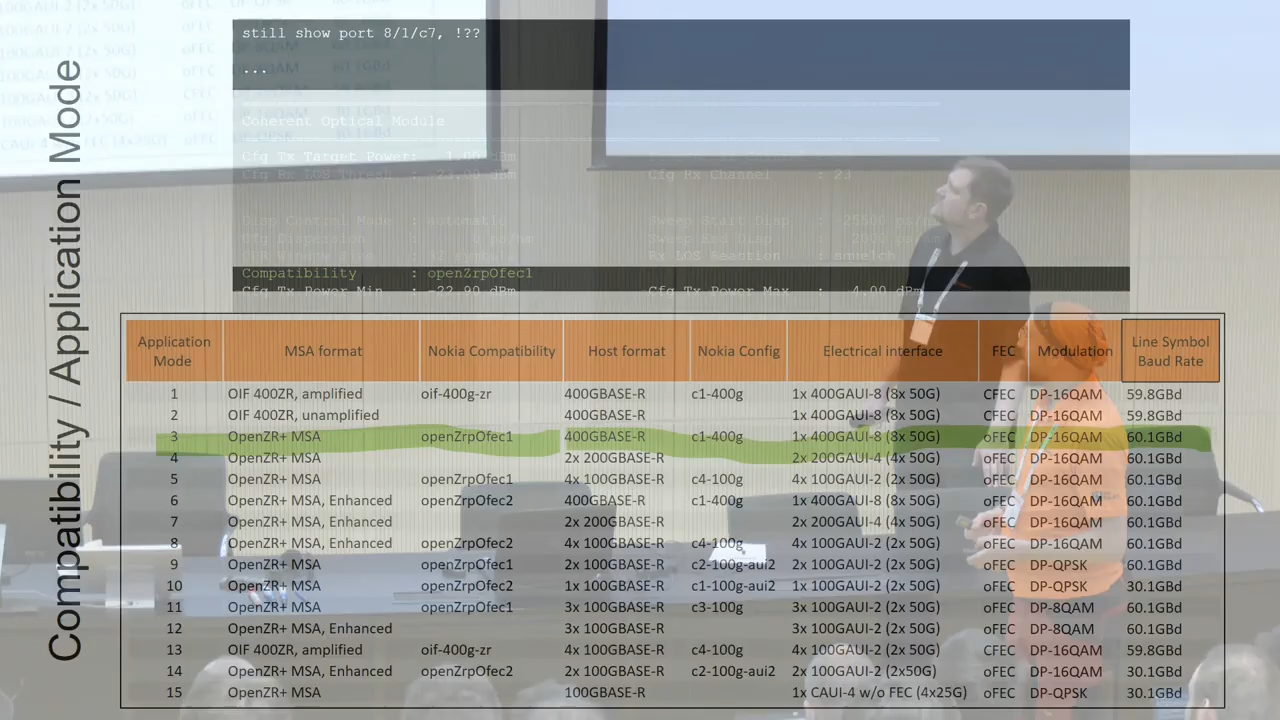 still show port 8/1/c7, !??
...
Coherent Optical Module
Cfg Tx Target Power: 1.00 dBm
Cfg Rx LOS Thresh : -23.00 dBm Cfg Rx Channel : 23
Disp Control Mode : automatic Sweep Start : -25500 ps/nm
Cfg Dispersion : 0 Sweep End : 2000 ps/nm
Rx LOS Reaction : squelch
Compatibility : openZrpOfec1
Cfg Tx Power Min : -22.90 dBm Cfg Tx Power Max : 4.00 dBm
Compatibility / Application Mode
Application Mode MSA format Nokia Compatibility Host format Nokia Config Electrical interface FEC Modulation Line Symbol Baud Rate
1 OIF 400ZR, amplified oif-400g-zr 400GBASE-R c1-400g 1x 400GAUI-8 (8x 50G) CFEC DP-16QAM 59.8GBd
2 OIF 400ZR, unamplified 400GBASE-R 1x 400GAUI-8 (8x 50G) CFEC DP-16QAM 59.8GBd
3 OpenZR+ MSA openZrpOfec1 400GBASE-R c1-400g 1x 400GAUI-8 (8x 50G) oFEC DP-16QAM 60.1GBd
4 OpenZR+ MSA 2x 200GBASE-R 2x 200GAUI-4 (4x 50G) oFEC DP-16QAM 60.1GBd
5 OpenZR+ MSA openZrpOfec1 4x 100GBASE-R c4-100g 4x 100GAUI-2 (2x 50G) oFEC DP-16QAM 60.1GBd
6 OpenZR+ MSA, Enhanced openZrpOfec2 400GBASE-R c1-400g 1x 400GAUI-8 (8x 50G) oFEC DP-16QAM 60.1GBd
7 OpenZR+ MSA, Enhanced 2x 200GBASE-R 2x 200GAUI-4 (4x 50G) oFEC DP-16QAM 60.1GBd
8 OpenZR+ MSA, Enhanced openZrpOfec2 4x 100GBASE-R c4-100g 4x 100GAUI-2 (2x 50G) oFEC DP-16QAM 60.1GBd
9 OpenZR+ MSA openZrpOfec1 2x 100GBASE-R c2-100g-aui2 2x 100GAUI-2 (2x 50G) oFEC DP-QPSK 60.1GBd
10 OpenZR+ MSA openZrpOfec2 1x 100GBASE-R c1-100g-aui2 1x 100GAUI-2 (2x 50G) oFEC DP-QPSK 30.1GBd
11 OpenZR+ MSA openZrpOfec1 3x 100GBASE-R c3-100g 3x 100GAUI-2 (2x 50G) oFEC DP-8QAM 60.1GBd
12 OpenZR+ MSA, Enhanced 3x 100GBASE-R 3x 100GAUI-2 (2x 50G) oFEC DP-8QAM 60.1GBd
13 OIF 400ZR, amplified oif-400g-zr 4x 100GBASE-R c4-100g 4x 100GAUI-2 (2x 50G) CFEC DP-16QAM 59.8GBd
14 OpenZR+ MSA, Enhanced openZrpOfec2 2x 100GBASE-R c2-100g-aui2 2x 100GAUI-2 (2x50G) oFEC DP-16QAM 30.1GBd
15 OpenZR+ MSA 100GBASE-R 1x CAUI-4 w/o FEC (4x25G) oFEC DP-QPSK 30.1GBd